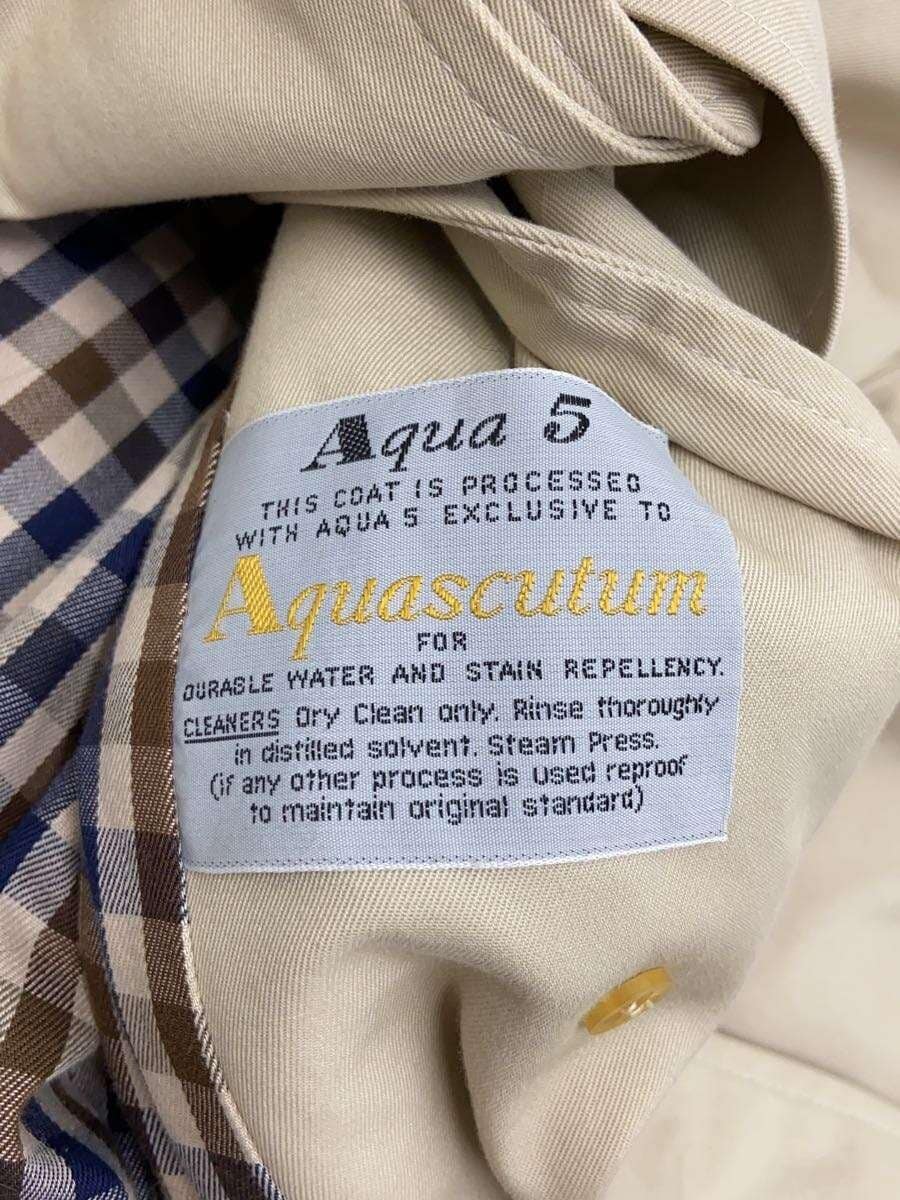 Aqua 5
THIS COAT IS PROCESSED
WITH AQUA 5 EXCLUSIVE TO
Aquascutum
FOR
DURABLE WATER AND STAIN REPELLENCY.
CLEANERS Dry Clean only. Rinse thoroughly
in distilled solvent. Steam Press.
(if any other process is used reproof
to maintain original standard)